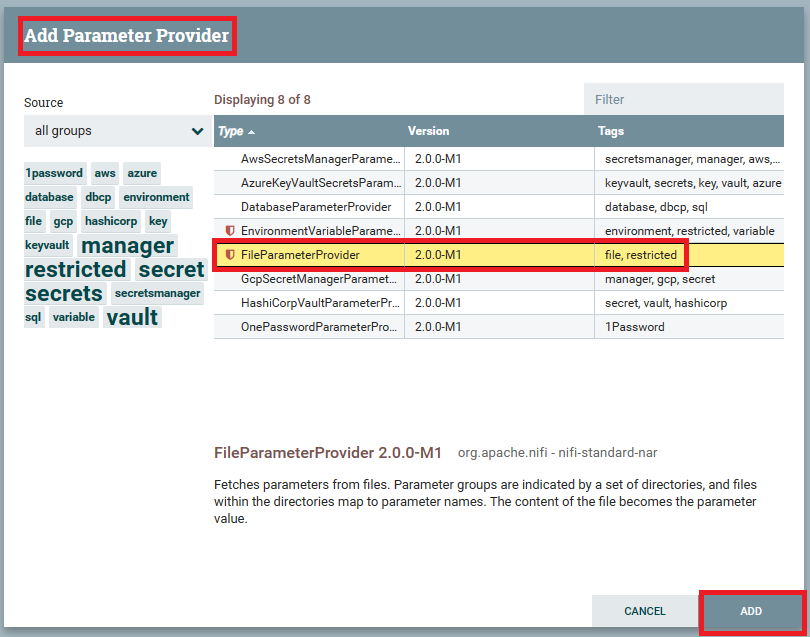 Add Parameter Provider
Source
all groups
1password aws azure
database dbcp environment
file gcp hashicorp key
keyvault manager
restricted secret
secrets secretsmanager
sql variable vault
Displaying 8 of 8
Filter
Type Version Tags
AwsSecretsManagerParame... 2.0.0-M1 secretsmanager, manager, aws,...
AzureKeyVaultSecretsParam... 2.0.0-M1 keyvault, secrets, key, vault, azure
DatabaseParameterProvider 2.0.0-M1 database, dbcp, sql
EnvironmentVariableParame... 2.0.0-M1 environment, restricted, variable
FileParameterProvider 2.0.0-M1 file, restricted
GcpSecretManagerParamet... 2.0.0-M1 manager, gcp, secret
HashiCorpVaultParameterPr... 2.0.0-M1 secret, vault, hashicorp
OnePasswordParameterPro... 2.0.0-M1 1Password
FileParameterProvider 2.0.0-M1 org.apache.nifi - nifi-standard-nar
Fetches parameters from files. Parameter groups are indicated by a set of directories, and files
within the directories map to parameter names. The content of the file becomes the parameter
value.
CANCEL ADD